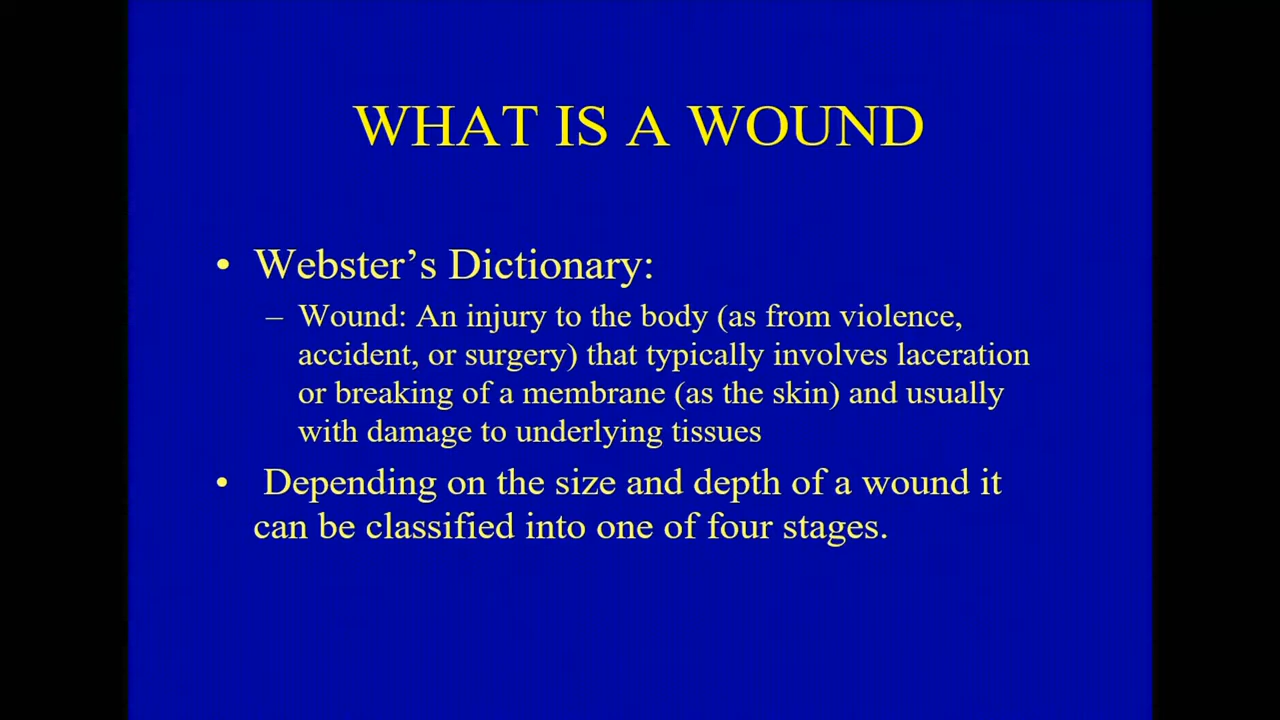 WHAT IS A WOUND
• Webster’s Dictionary:
– Wound: An injury to the body (as from violence,
accident, or surgery) that typically involves laceration
or breaking of a membrane (as the skin) and usually
with damage to underlying tissues
• Depending on the size and depth of a wound it
can be classified into one of four stages.